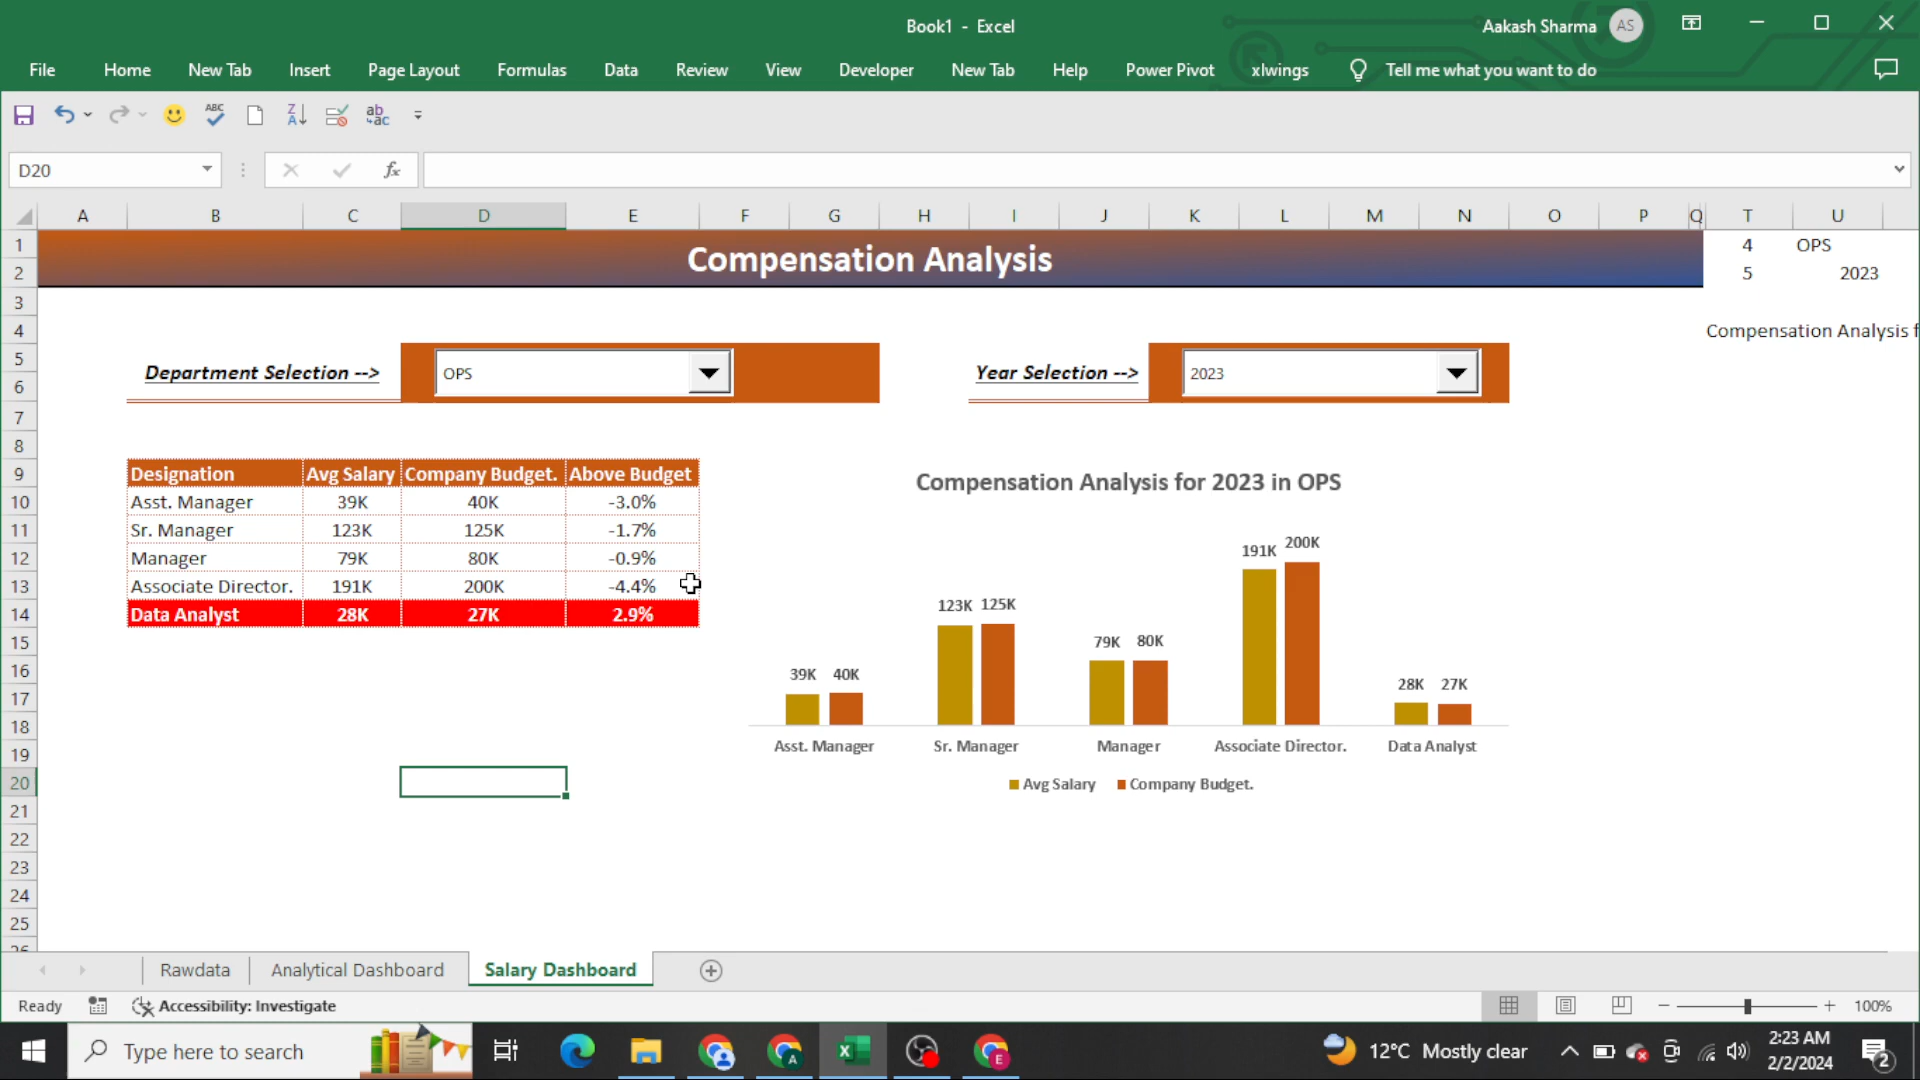 Book1 - Excel
Aakash Sharma AS
File Home New Tab Insert Page Layout Formulas Data Review View Developer New Tab Help Power Pivot xlwings Tell me what you want to do
ABC Z A ab ac
D20 fx
A B C D E F G H I J K L M N O P Q T U
1 4 OPS
Compensation Analysis
2 5 2023
3
4 Compensation Analysis f
5
Department Selection --> OPS Year Selection --> 2023
6
7
8
9 Designation Avg Salary Company Budget. Above Budget
Compensation Analysis for 2023 in OPS
10 Asst. Manager 39K 40K -3.0%
11 Sr. Manager 123K 125K -1.7%
12 Manager 79K 80K -0.9%
13 Associate Director. 191K 200K -4.4%
14 Data Analyst 28K 27K 2.9%
191K 200K
123K 125K
79K 80K
39K 40K
28K 27K
15
16
17
18
19
Asst. Manager Sr. Manager Manager Associate Director. Data Analyst
20
Avg Salary Company Budget.
21
22
23
24
25
26
Rawdata Analytical Dashboard Salary Dashboard
Ready Accessibility: Investigate 100%
Type here to search
A E
12°C Mostly clear
2:23 AM
2/2/2024
2